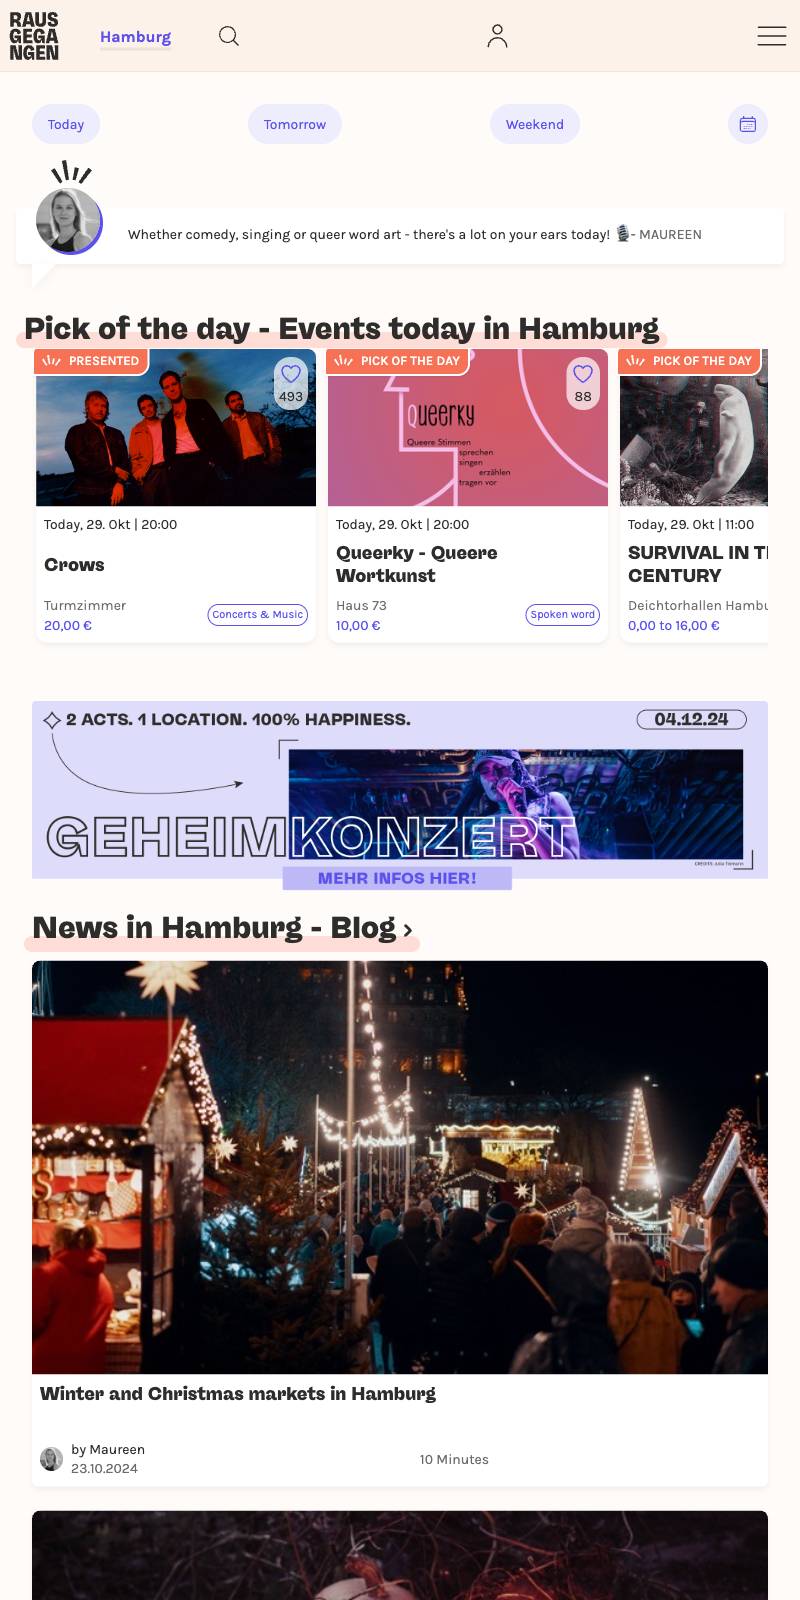 RAUS
GEGA
NGEN
Hamburg
Today
Tomorrow
Weekend
Whether comedy, singing or queer word art - there's a lot on your ears today! 🎙️- MAUREEN
Pick of the day - Events today in Hamburg
PRESENTED
493
Today, 29. Okt | 20:00
Crows
Turmzimmer
20,00 €
Concerts & Music
PICK OF THE DAY
88
Queerky
Queere Stimmen
sprechen
singen
erzählen
tragen vor
Today, 29. Okt | 20:00
Queerky - Queere
Wortkunst
Haus 73
10,00 €
Spoken word
PICK OF THE DAY
Today, 29. Okt | 11:00
SURVIVAL IN T
CENTURY
Deichtorhallen Hambu
0,00 to 16,00 €
2 ACTS. 1 LOCATION. 100% HAPPINESS.
04.12.24
GEHEIMKONZERT
MEHR INFOS HIER!
News in Hamburg - Blog ›
Winter and Christmas markets in Hamburg
by Maureen
23.10.2024
10 Minutes